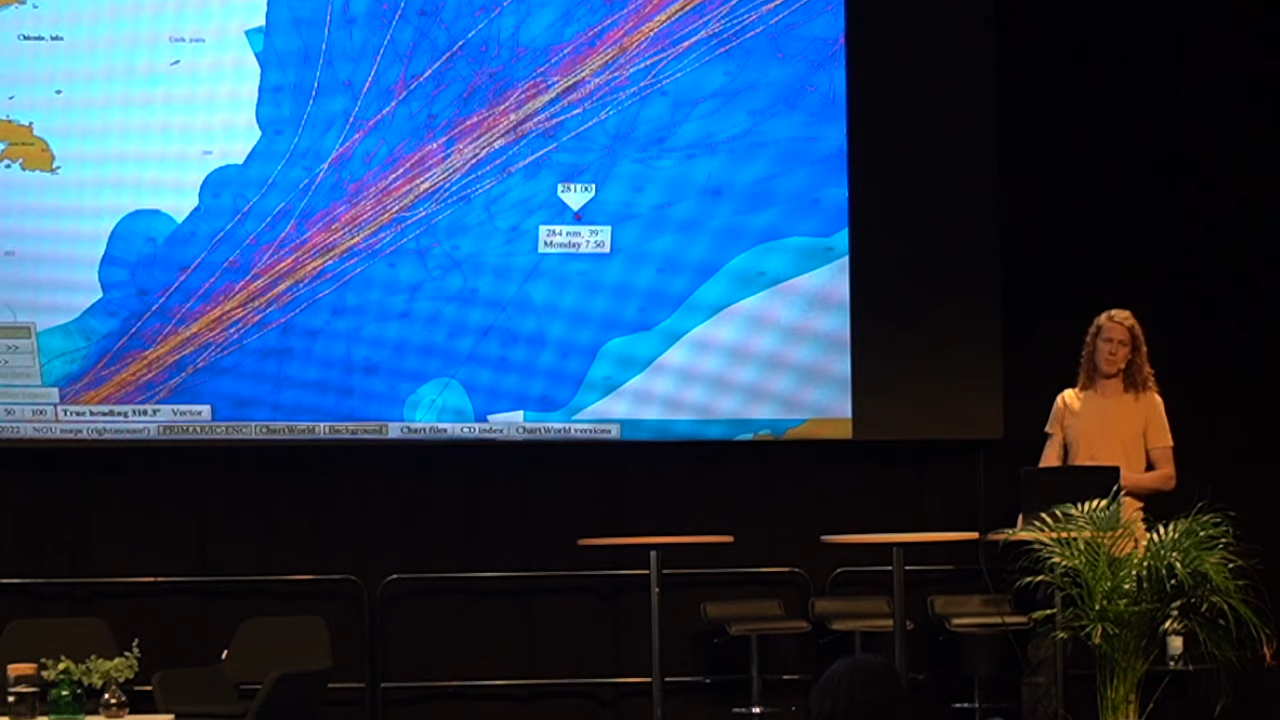 281.00
284 nm, 39°
Monday 7:50
>>
50 100 True heading 310.3° Vector
2022 NGU maps (rightmouse!) PRIMAR/IC-ENC ChartWorld Background Chart files CD Index ChartWorld versions